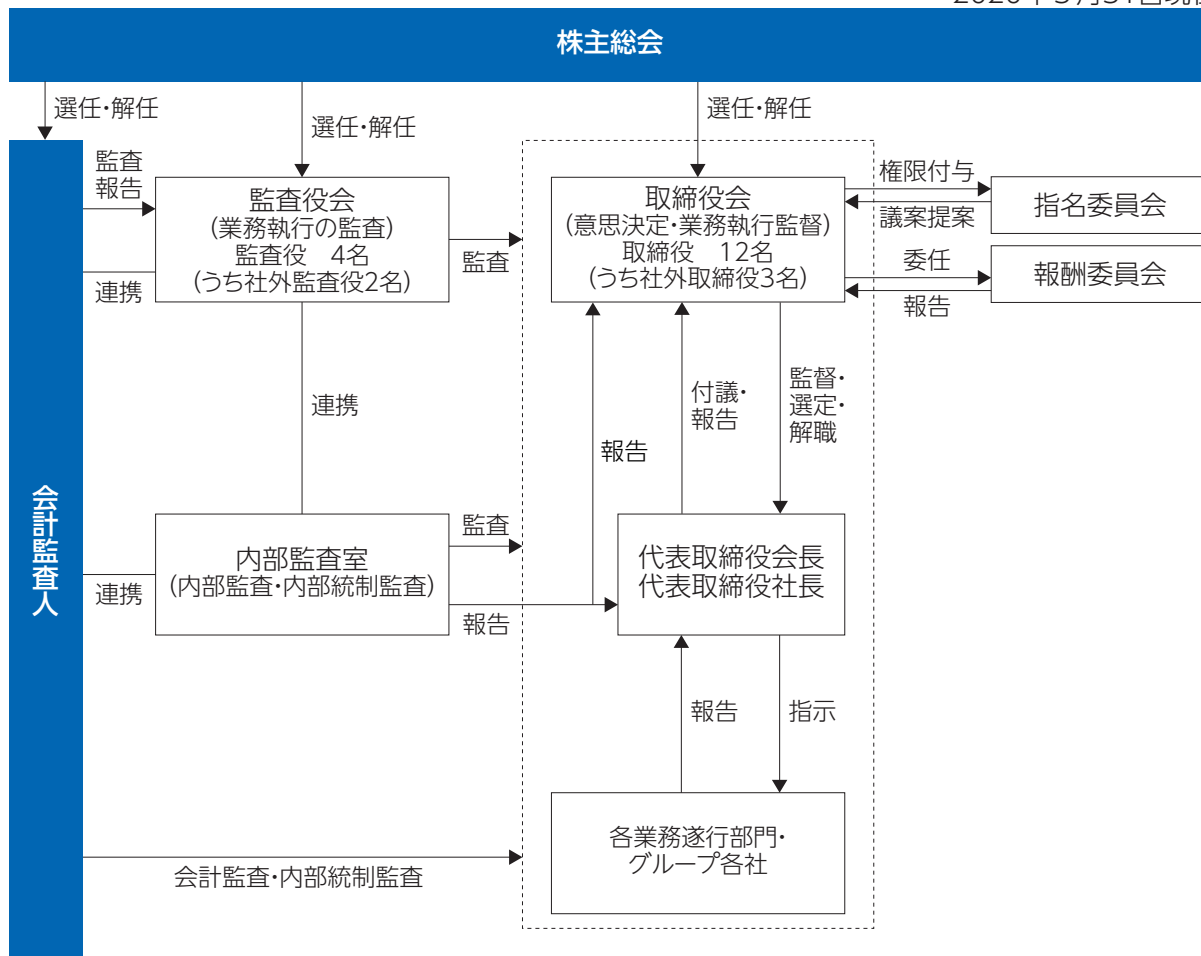 株主総会
選任・解任
選任・解任
選任・解任
監査
報告
監査役会
(業務執行の監査)
監査役　4名
(うち社外監査役2名)
監査
取締役会
(意思決定・業務執行監督)
取締役　12名
(うち社外取締役3名)
権限付与
議案提案
指名委員会
委任
報告
報酬委員会
連携
連携
報告
付議・
報告
監督・
選定・
解職
会計監査人
連携
内部監査室
(内部監査・内部統制監査)
監査
報告
代表取締役会長
代表取締役社長
報告
指示
各業務遂行部門・
グループ各社
会計監査・内部統制監査